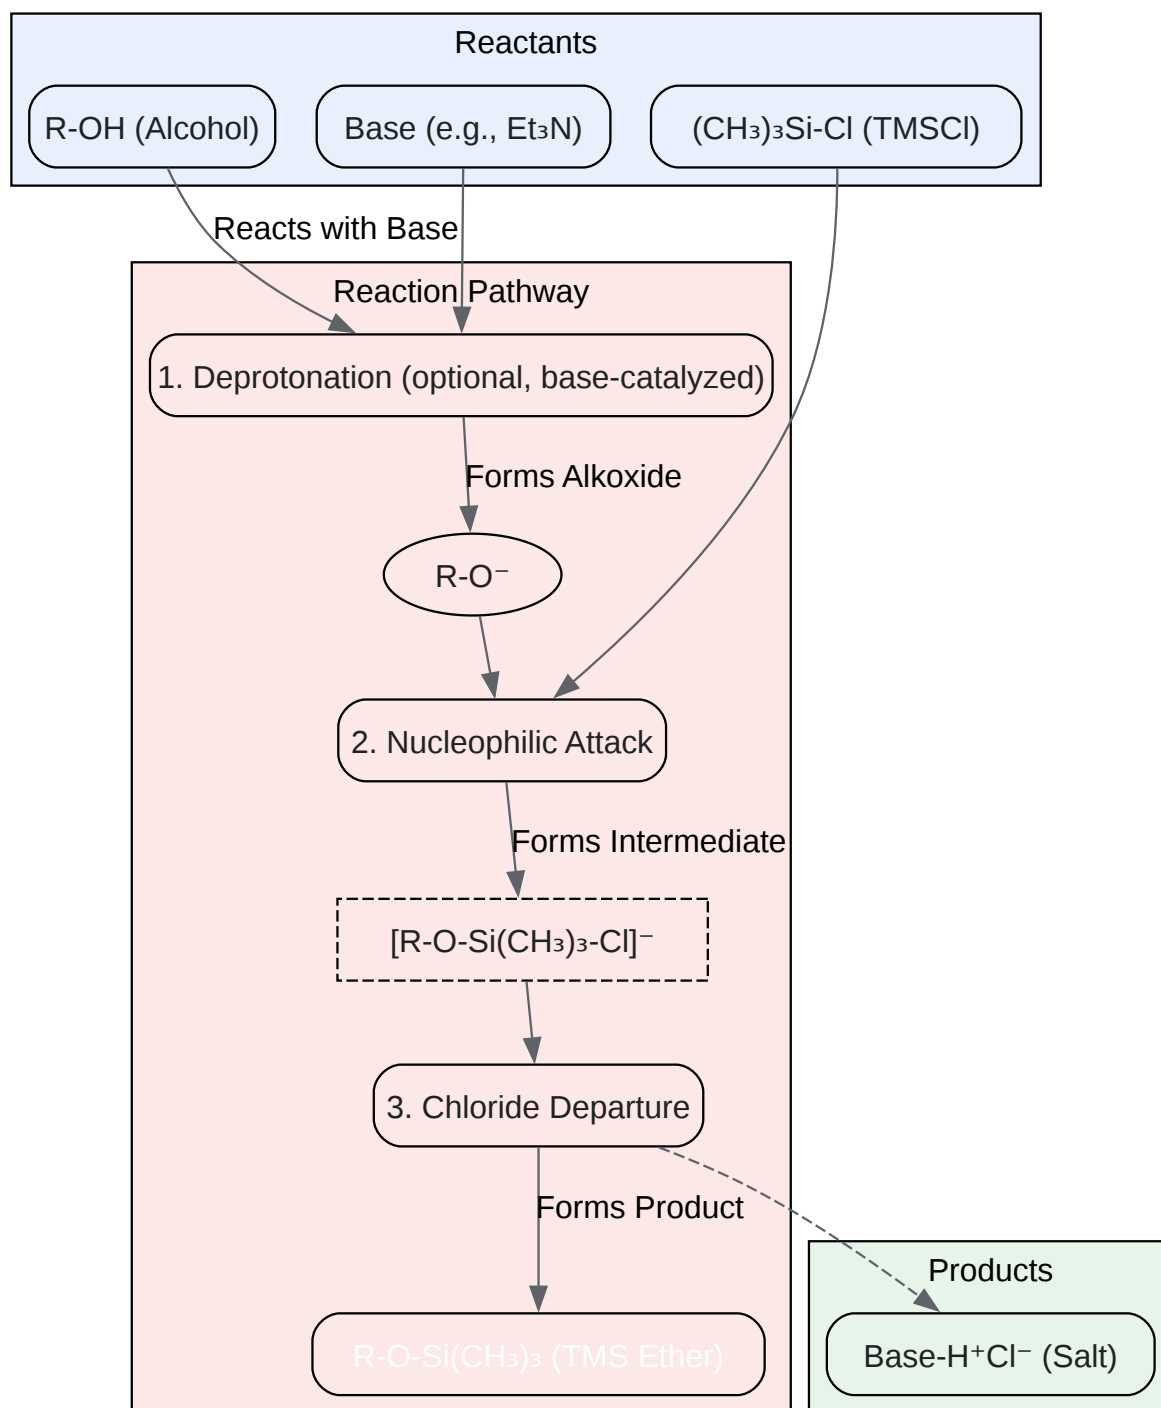 Reactants
R-OH (Alcohol)
Base (e.g., Et₃N)
(CH₃)₃Si-Cl (TMSCl)
Reacts with Base
Reaction Pathway
1. Deprotonation (optional, base-catalyzed)
Forms Alkoxide
R-O⁻
2. Nucleophilic Attack
Forms Intermediate
[R-O-Si(CH₃)₃-Cl]⁻
3. Chloride Departure
Forms Product
Products
R-O-Si(CH₃)₃ (TMS Ether)
Base-H⁺Cl⁻ (Salt)